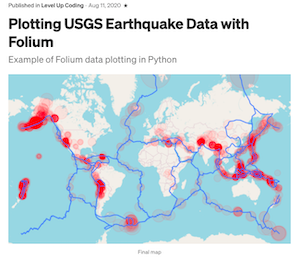 Published in Level Up Coding · Aug 11, 2020 ★
Plotting USGS Earthquake Data with
Folium
Example of Folium data plotting in Python
Final map